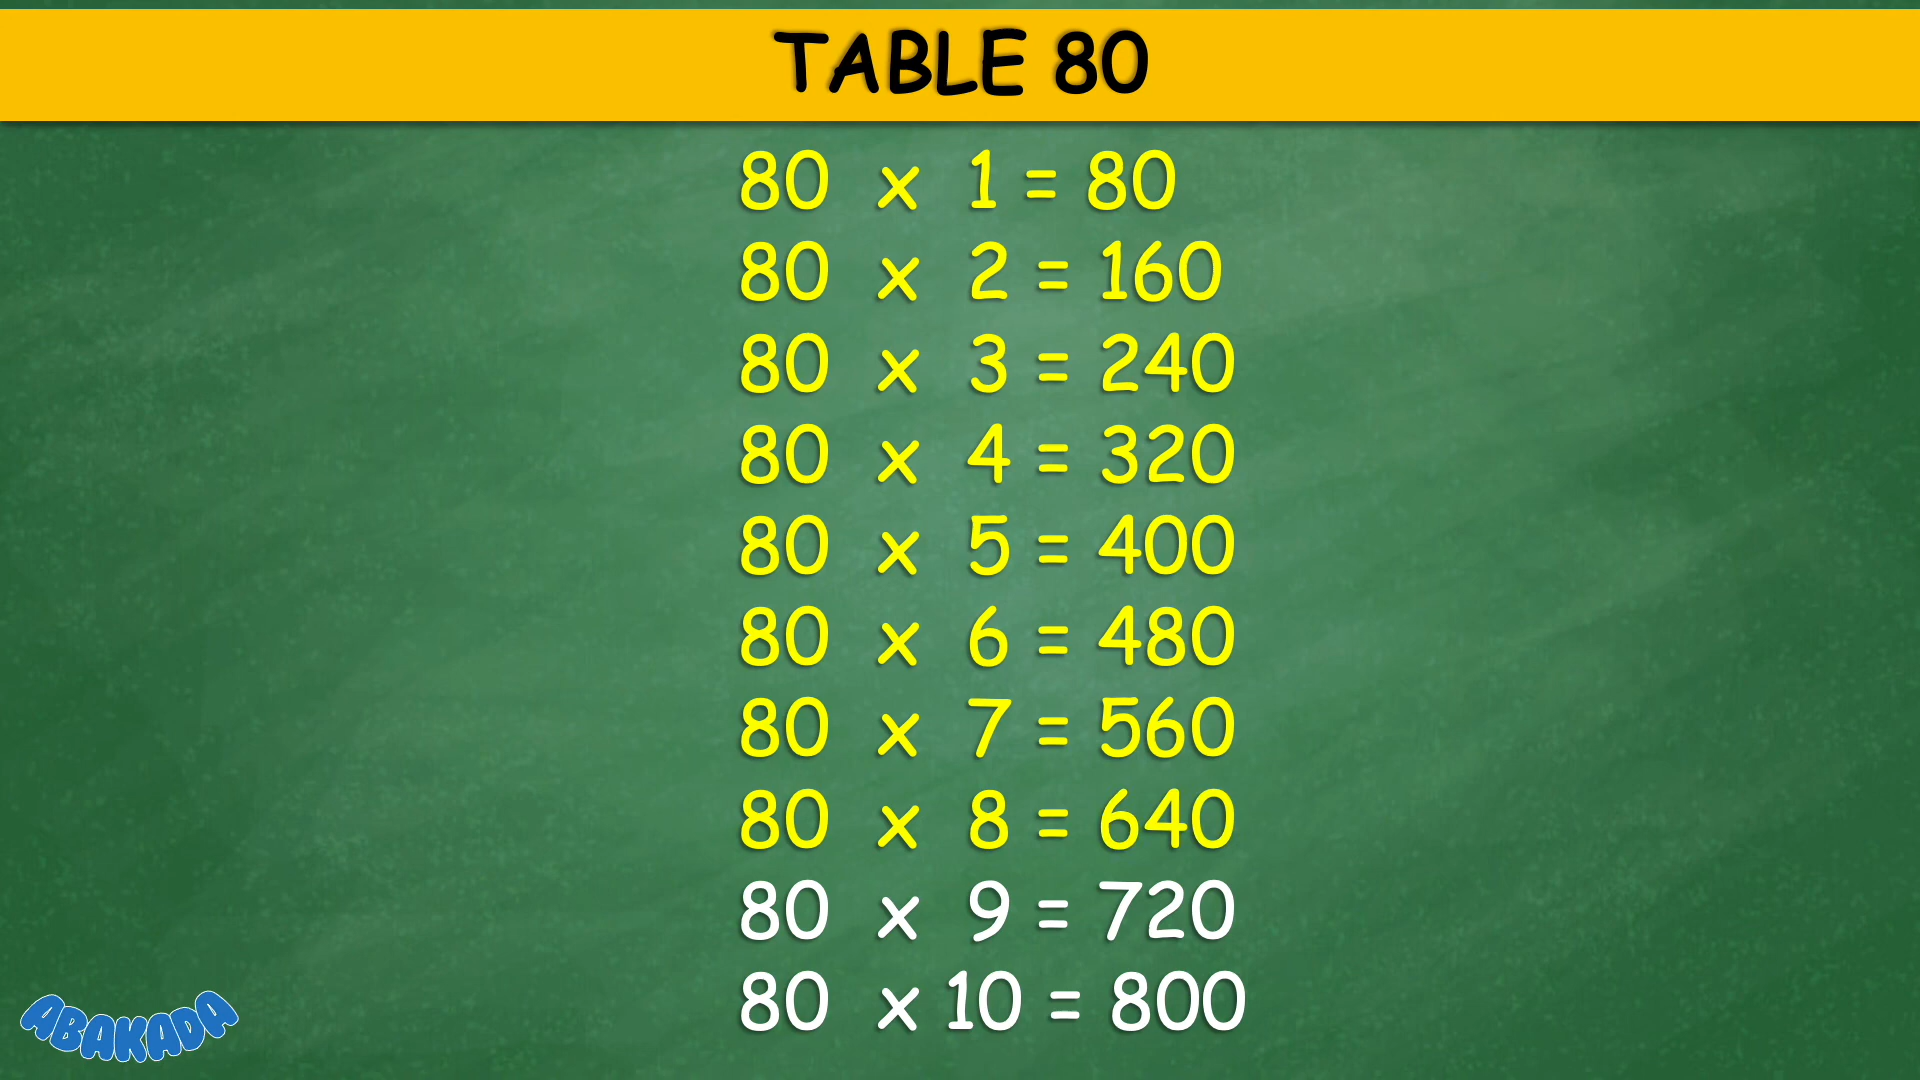 TABLE 80
80 x 1 = 80
80 x 2 = 160
80 x 3 = 240
80 x 4 = 320
80 x 5 = 400
80 x 6 = 480
80 x 7 = 560
80 x 8 = 640
80 x 9 = 720
80 x 10 = 800
ABAKADA